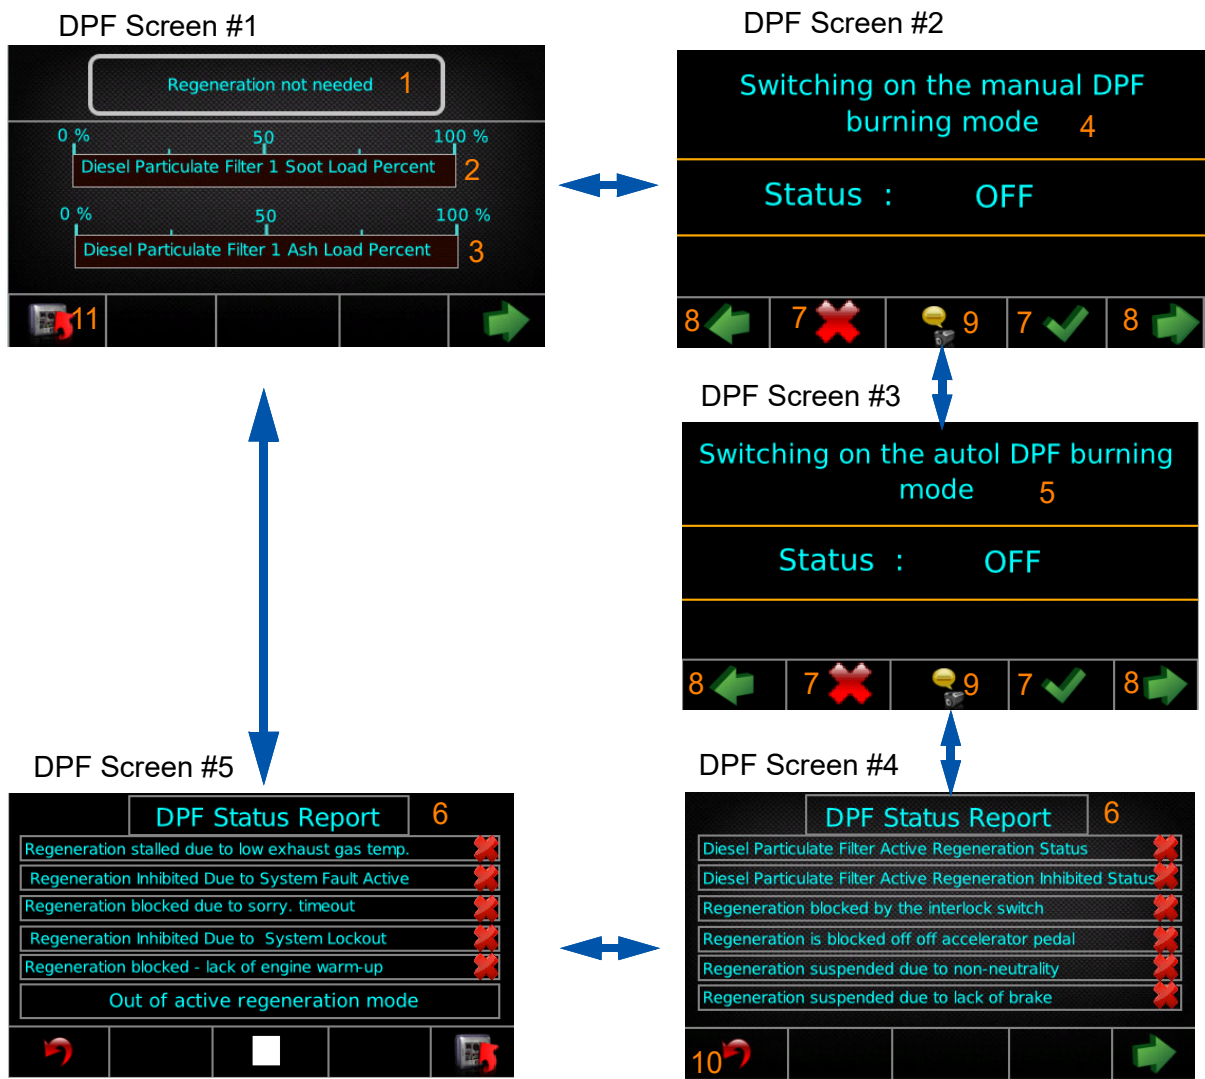 DPF Screen #1
Regeneration not needed 1
0 % 50 100 %
Diesel Particulate Filter 1 Soot Load Percent 2
0 % 50 100 %
Diesel Particulate Filter 1 Ash Load Percent 3
11
DPF Screen #2
Switching on the manual DPF
burning mode 4
Status : OFF
8 7 9 7 8
DPF Screen #3
Switching on the autol DPF burning
mode 5
Status : OFF
8 7 9 7 8
DPF Screen #5
DPF Status Report 6
Regeneration stalled due to low exhaust gas temp.
Regeneration Inhibited Due to System Fault Active
Regeneration blocked due to sorry. timeout
Regeneration Inhibited Due to System Lockout
Regeneration blocked - lack of engine warm-up
Out of active regeneration mode
DPF Screen #4
DPF Status Report 6
Diesel Particulate Filter Active Regeneration Status
Diesel Particulate Filter Active Regeneration Inhibited Status
Regeneration blocked by the interlock switch
Regeneration is blocked off off accelerator pedal
Regeneration suspended due to non-neutrality
Regeneration suspended due to lack of brake
10